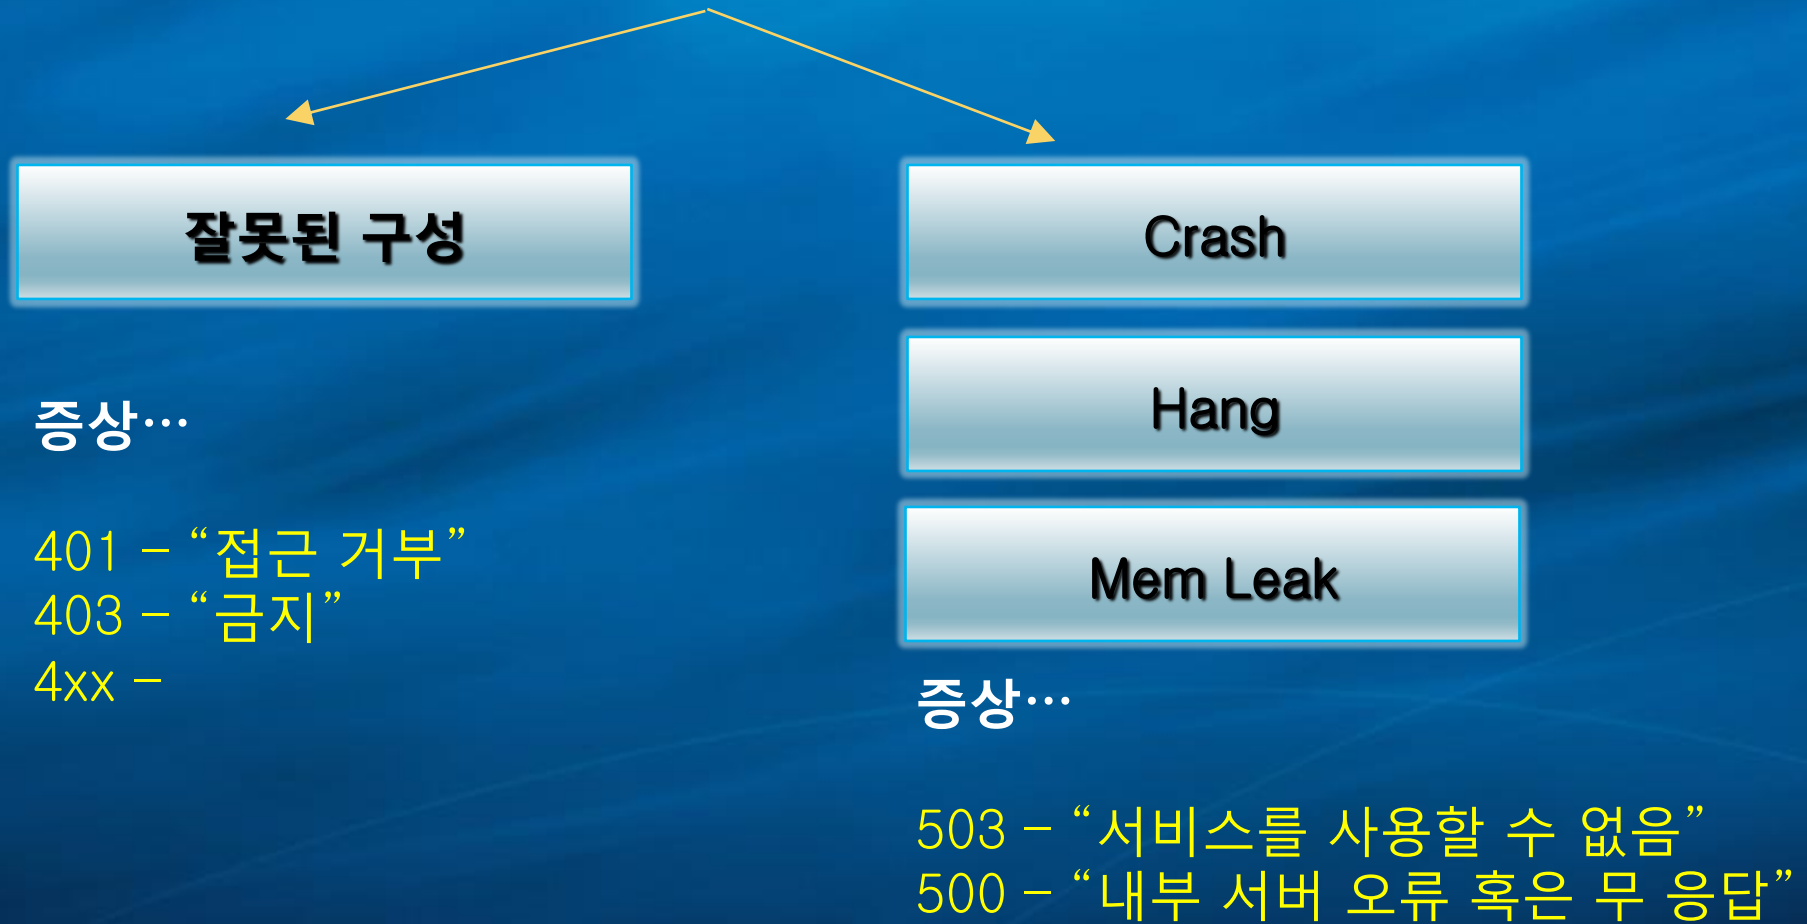 잘못된 구성
증상…
401 – “접근 거부”
403 – “금지”
4xx –
Crash
Hang
Mem Leak
증상…
503 – “서비스를 사용할 수 없음”
500 – “내부 서버 오류 혹은 무 응답”